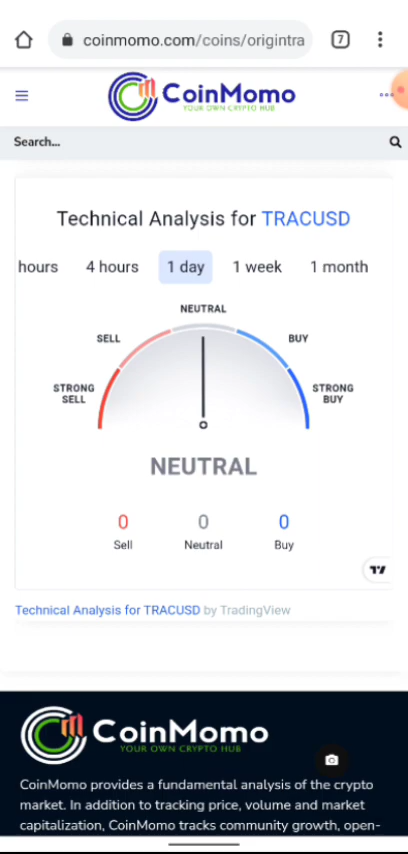 coinmomo.com/coins/origintra
7
CoinMomo
YOUR OWN CRYPTO HUB
Search...
Technical Analysis for TRACUSD
hours 4 hours 1 day 1 week 1 month
NEUTRAL
SELL BUY
STRONG SELL STRONG BUY
NEUTRAL
0 0 0
Sell Neutral Buy
Technical Analysis for TRACUSD by TradingView
CoinMomo
YOUR OWN CRYPTO HUB
CoinMomo provides a fundamental analysis of the crypto
market. In addition to tracking price, volume and market
capitalization, CoinMomo tracks community growth, open-